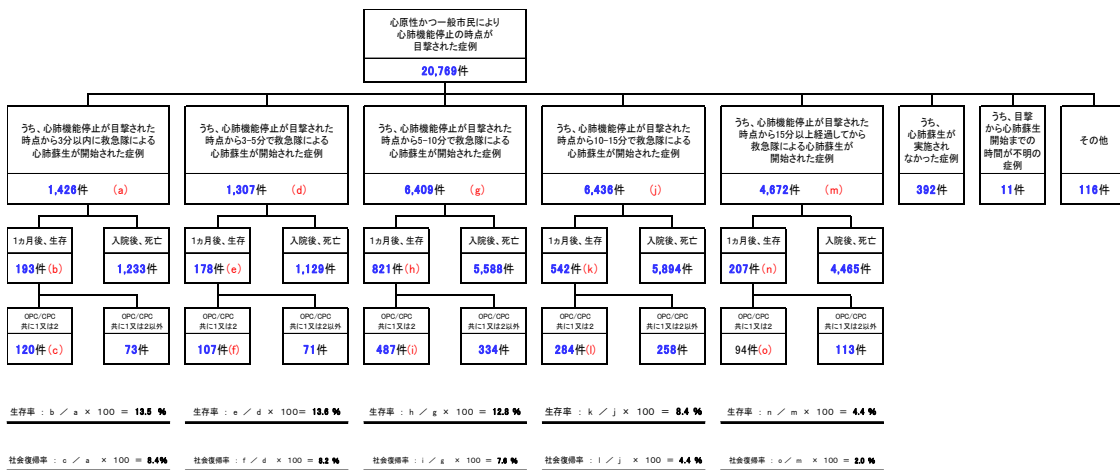 心原性かつ一般市民により
心肺機能停止の時点が
目撃された症例
20,769件
うち、心肺機能停止が目撃された
時点から3分以内に救急隊による
心肺蘇生が開始された症例
1,426件 (a)
うち、心肺機能停止が目撃された
時点から3-5分で救急隊による
心肺蘇生が開始された症例
1,307件 (d)
うち、心肺機能停止が目撃された
時点から5-10分で救急隊による
心肺蘇生が開始された症例
6,409件 (g)
うち、心肺機能停止が目撃された
時点から10-15分で救急隊による
心肺蘇生が開始された症例
6,436件 (j)
うち、心肺機能停止が目撃された
時点から15分以上経過してから
救急隊による心肺蘇生が
開始された症例
4,672件 (m)
うち、
心肺蘇生が
実施され
なかった症例
392件
うち、目撃
から心肺蘇生
開始までの
時間が不明の
症例
11件
その他
116件
1ヵ月後、生存
193件(b)
入院後、死亡
1,233件
1ヵ月後、生存
178件(e)
入院後、死亡
1,129件
1ヵ月後、生存
821件(h)
入院後、死亡
5,588件
1ヵ月後、生存
542件(k)
入院後、死亡
5,894件
1ヵ月後、生存
207件(n)
入院後、死亡
4,465件
OPC/CPC
共に1又は2
120件(c)
OPC/CPC
共に1又は2以外
73件
OPC/CPC
共に1又は2
107件(f)
OPC/CPC
共に1又は2以外
71件
OPC/CPC
共に1又は2
487件(i)
OPC/CPC
共に1又は2以外
334件
OPC/CPC
共に1又は2
284件(l)
OPC/CPC
共に1又は2以外
258件
OPC/CPC
共に1又は2
94件(o)
OPC/CPC
共に1又は2以外
113件
生存率 : b / a × 100 = 13.5 %
生存率 : e / d × 100= 13.6 %
生存率 : h / g × 100 = 12.8 %
生存率 : k / j × 100 = 8.4 %
生存率 : n / m × 100 = 4.4 %
社会復帰率 : c / a × 100 = 8.4%
社会復帰率 : f / d × 100 = 8.2 %
社会復帰率 : i / g × 100 = 7.6 %
社会復帰率 : l / j × 100 = 4.4 %
社会復帰率 : o / m × 100 = 2.0 %